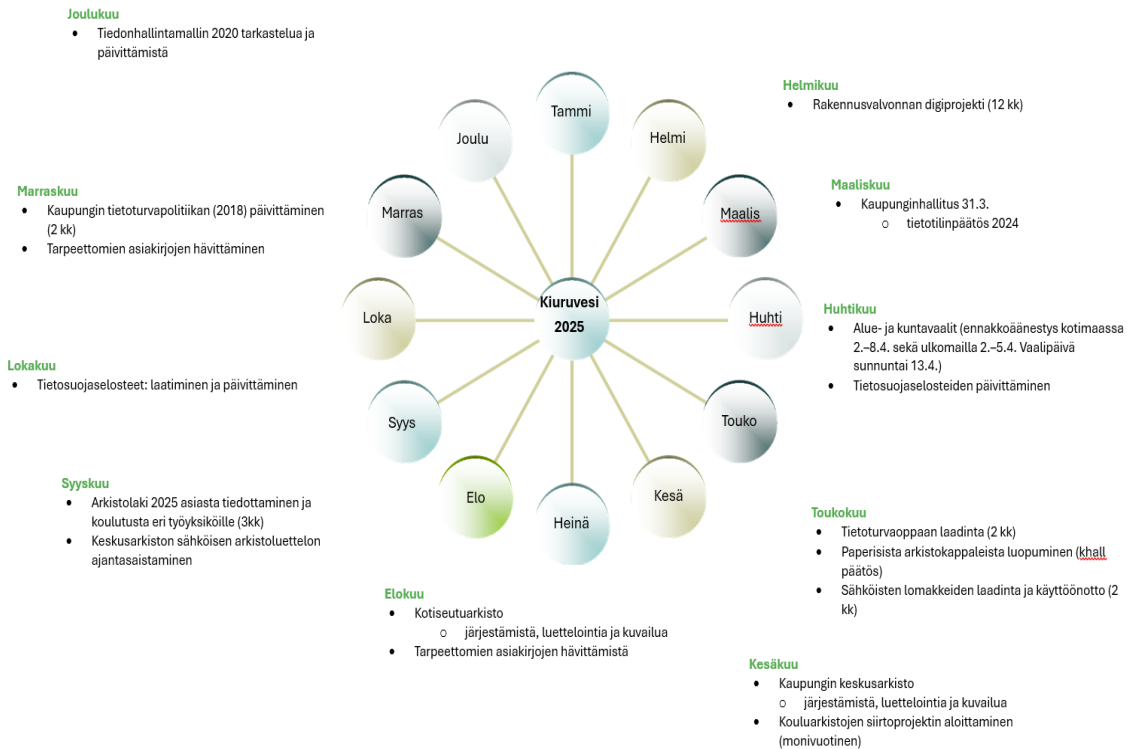 Joulukuu
• Tiedonhallintamallin 2020 tarkastelua ja
päivittämistä
Helmikuu
• Rakennusvalvonnan digiprojekti (12 kk)
Maaliskuu
• Kaupunginhallitus 31.3.
o tietotilinpäätös 2024
Huhtikuu
• Alue- ja kuntavaalit (ennakkoäänestys kotimaassa
2.–8.4. sekä ulkomailla 2.–5.4. Vaalipäivä
sunnuntai 13.4.)
• Tietosuojaselosteiden päivittäminen
Toukokuu
• Tietoturvaoppaan laadinta (2 kk)
• Paperisista arkistokappaleista luopuminen (khall
päätös)
• Sähköisten lomakkeiden laadinta ja käyttöönotto (2
kk)
Kesäkuu
• Kaupungin keskusarkisto
o järjestämistä, luettelointia ja kuvailua
• Kouluarkistojen siirtoprojektin aloittaminen
(monivuotinen)
Elokuu
• Kotiseutuarkisto
o järjestämistä, luettelointia ja kuvailua
• Tarpeettomien asiakirjojen hävittämistä
Syyskuu
• Arkistolaki 2025 asiasta tiedottaminen ja
koulutusta eri työyksiköille (3kk)
• Keskusarkiston sähköisen arkistoluettelon
ajantasaistaminen
Lokakuu
• Tietosuojaselosteet: laatiminen ja päivittäminen
Marraskuu
• Kaupungin tietoturvapolitiikan (2018) päivittäminen
(2 kk)
• Tarpeettomien asiakirjojen hävittäminen
Tammi
Helmi
Maalis
Huhti
Touko
Kesä
Heinä
Elo
Syys
Loka
Marras
Joulu
Kiuruvesi
2025